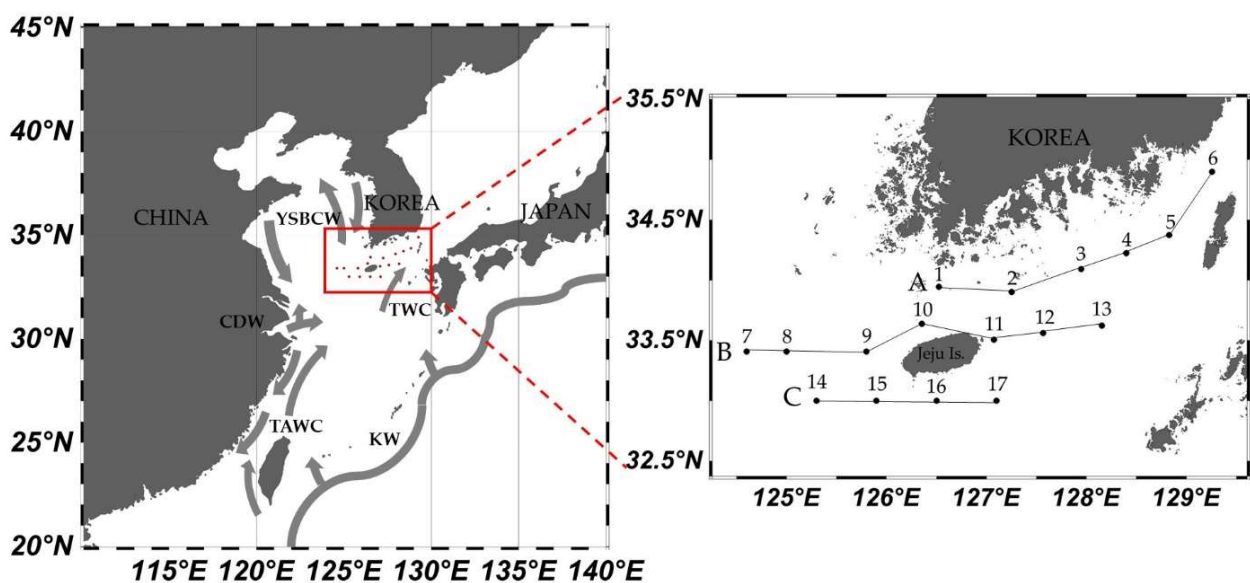 45°N
40°N
35°N
30°N
25°N
20°N
115°E 120°E 125°E 130°E 135°E 140°E
CHINA
KOREA
JAPAN
YSBCW
CDW
TWC
TAWC
KW
35.5°N
34.5°N
33.5°N
32.5°N
125°E 126°E 127°E 128°E 129°E
KOREA
6
5
4
3
A 1 2
10 11 12 13
B 7 8 9
Jeju Is.
C 14 15 16 17